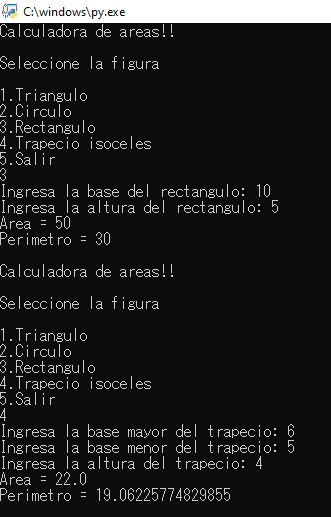 C:\windows\py.exe
Calculadora de areas!!
Seleccione la figura
1.Triangulo
2.Circulo
3.Rectangulo
4.Trapecio isoceles
5.Salir
3
Ingresa la base del rectangulo: 10
Ingresa la altura del rectangulo: 5
Area = 50
Perimetro = 30
Calculadora de areas!!
Seleccione la figura
1.Triangulo
2.Circulo
3.Rectangulo
4.Trapecio isoceles
5.Salir
4
Ingresa la base mayor del trapecio: 6
Ingresa la base menor del trapecio: 5
Ingresa la altura del trapecio: 4
Area = 22.0
Perimetro = 19.06225774829855